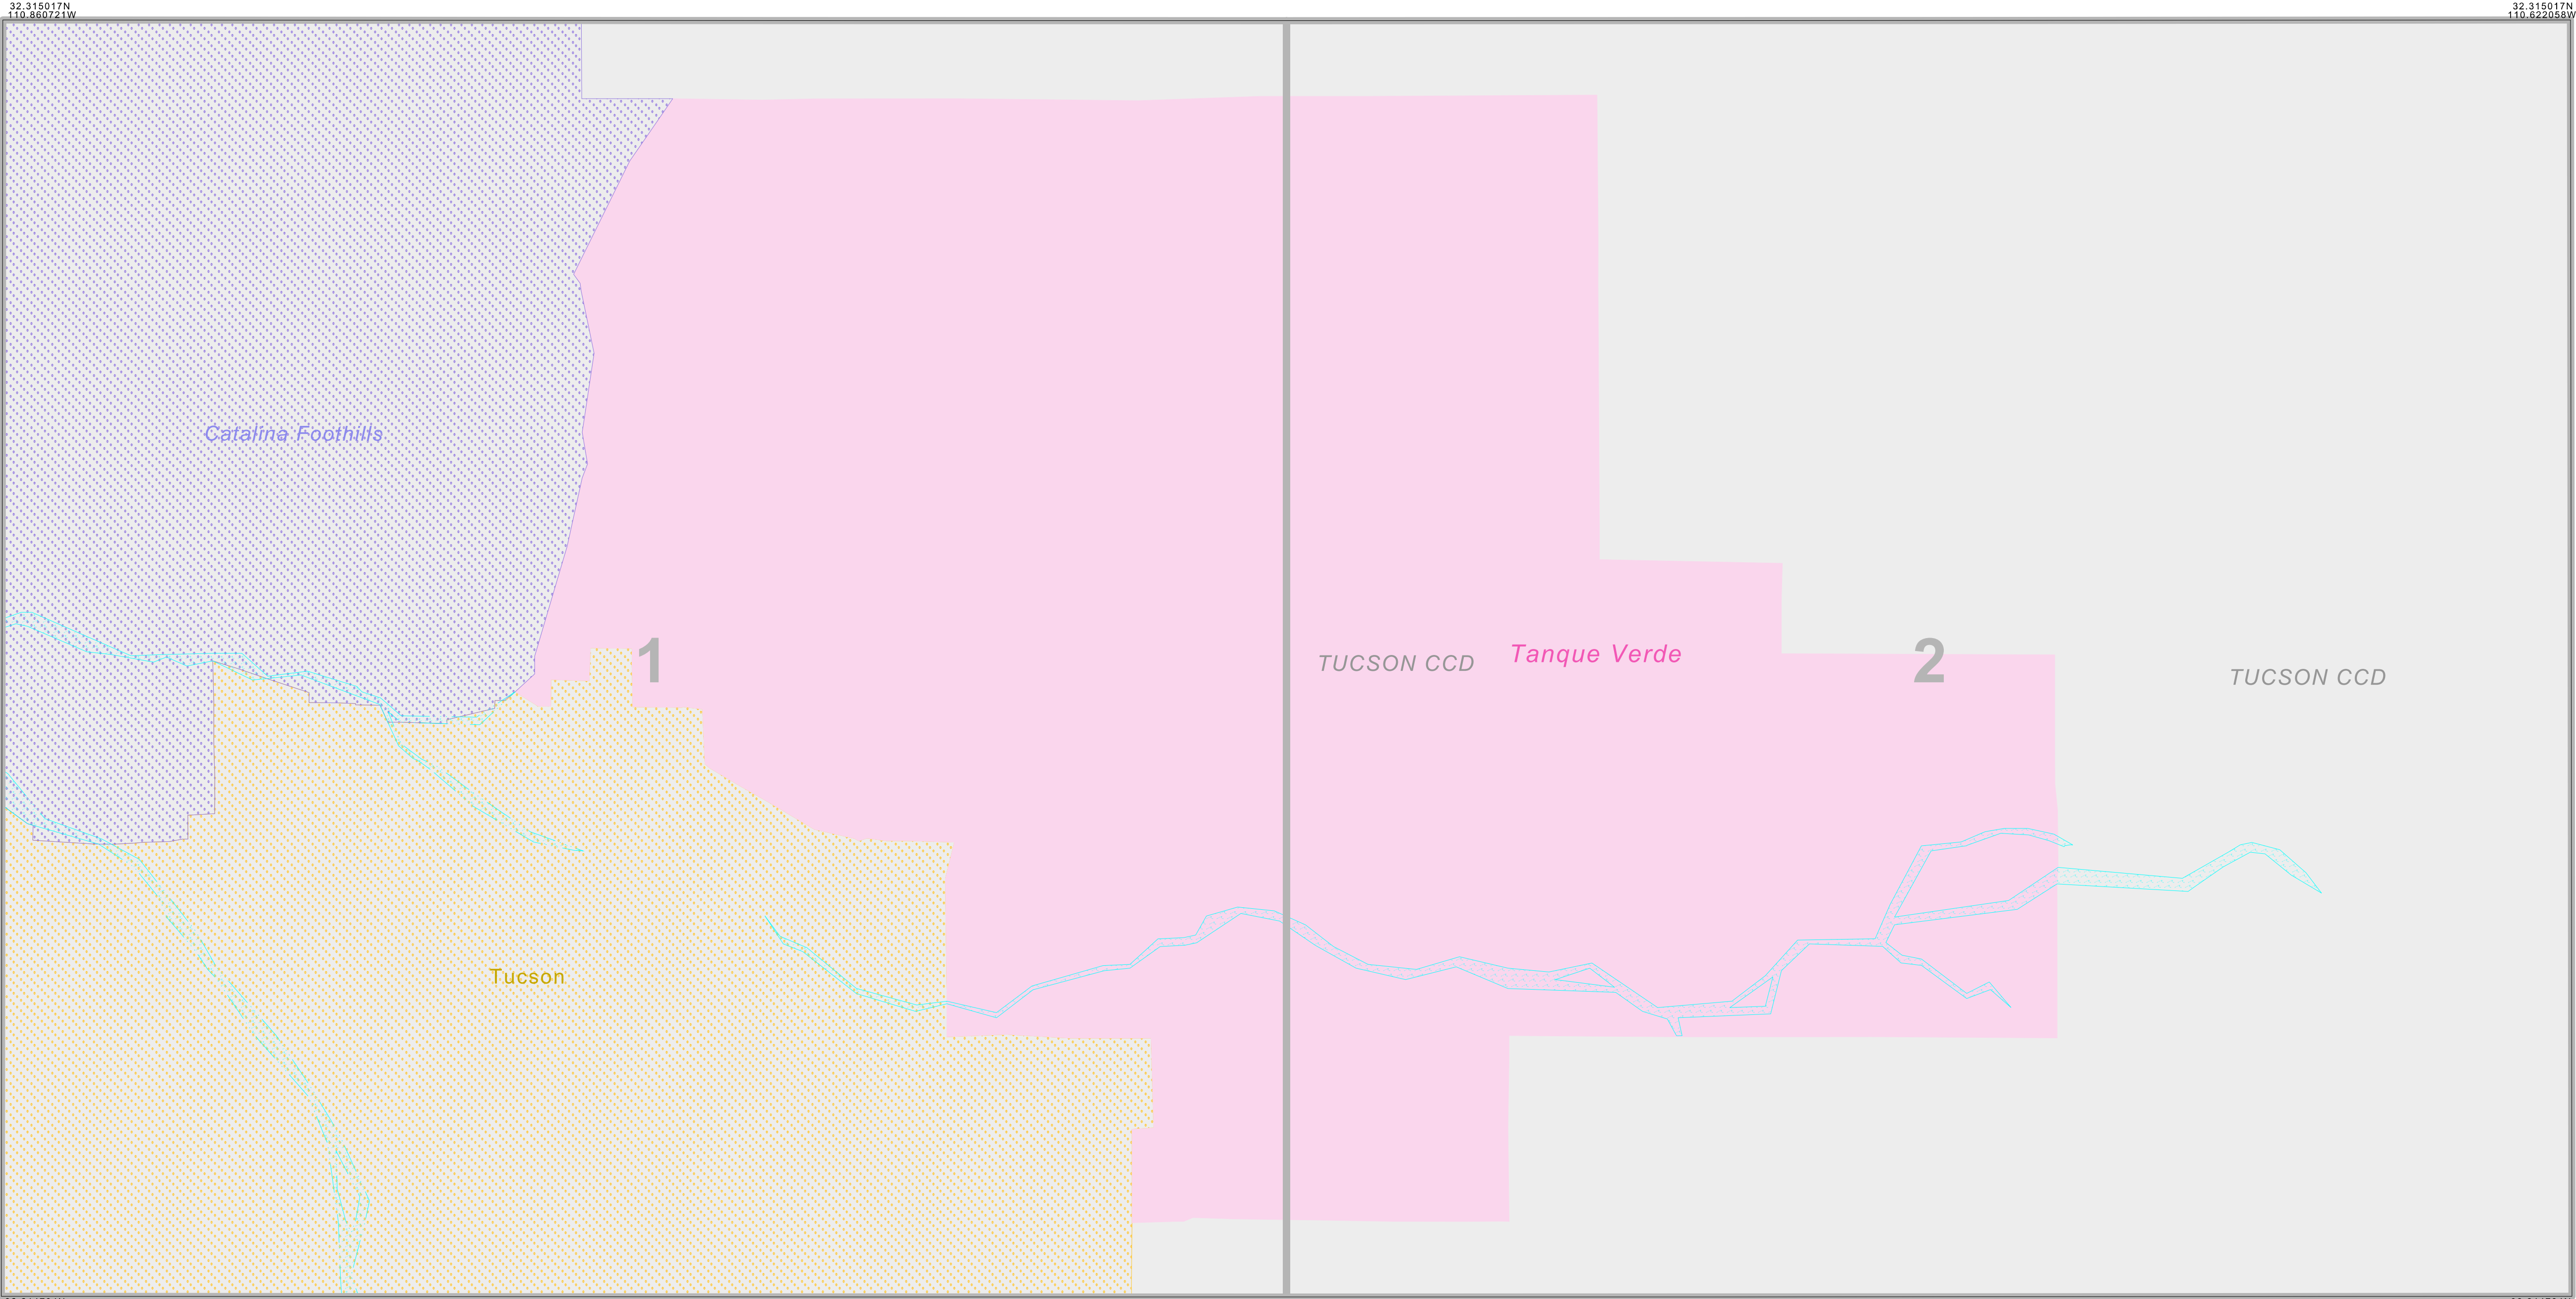 32.315017N
110.860721W
32.315017N
110.622058W
Catalina Foothills
1
TUCSON CCD
Tanque Verde
2
TUCSON CCD
Tucson